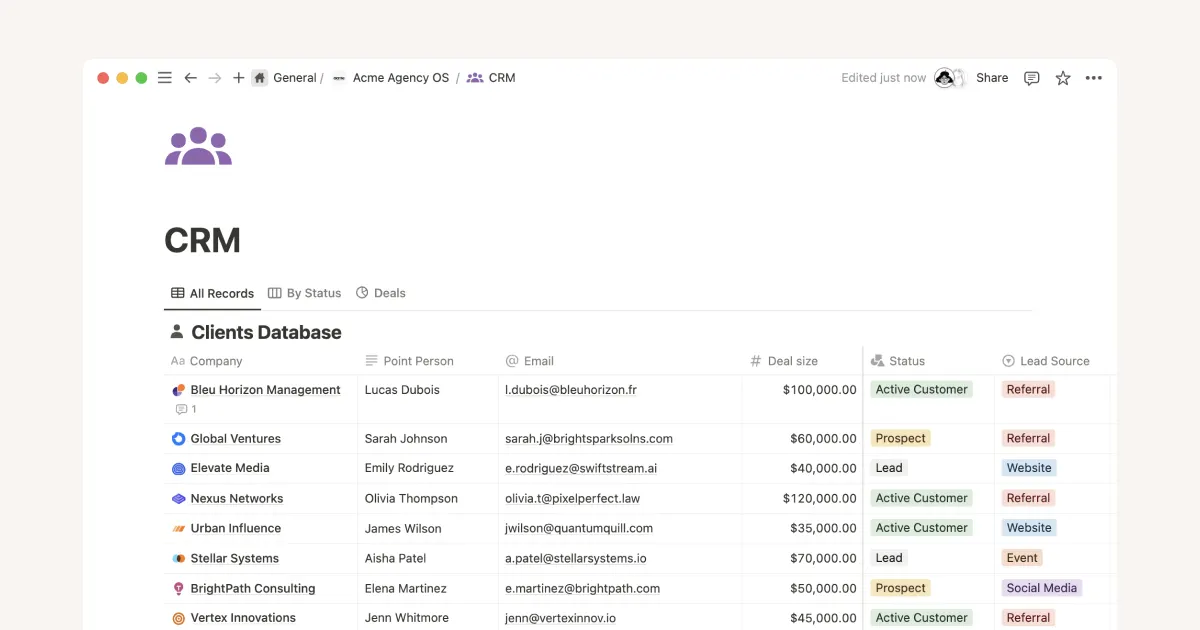 General / Acme Agency OS / CRM Edited just now Share
CRM
All Records By Status Deals
Clients Database
Aa Company Point Person @ Email # Deal size Status Lead Source
Bleu Horizon Management Lucas Dubois l.dubois@bleuhorizon.fr $100,000.00 Active Customer Referral
1
Global Ventures Sarah Johnson sarah.j@brightsparksolns.com $60,000.00 Prospect Referral
Elevate Media Emily Rodriguez e.rodriguez@swiftstream.ai $40,000.00 Lead Website
Nexus Networks Olivia Thompson olivia.t@pixelperfect.law $120,000.00 Active Customer Referral
Urban Influence James Wilson jwilson@quantumquill.com $35,000.00 Active Customer Website
Stellar Systems Aisha Patel a.patel@stellarsystems.io $70,000.00 Lead Event
BrightPath Consulting Elena Martinez e.martinez@brightpath.com $50,000.00 Prospect Social Media
Vertex Innovations Jenn Whitmore jenn@vertexinnov.io $45,000.00 Active Customer Referral